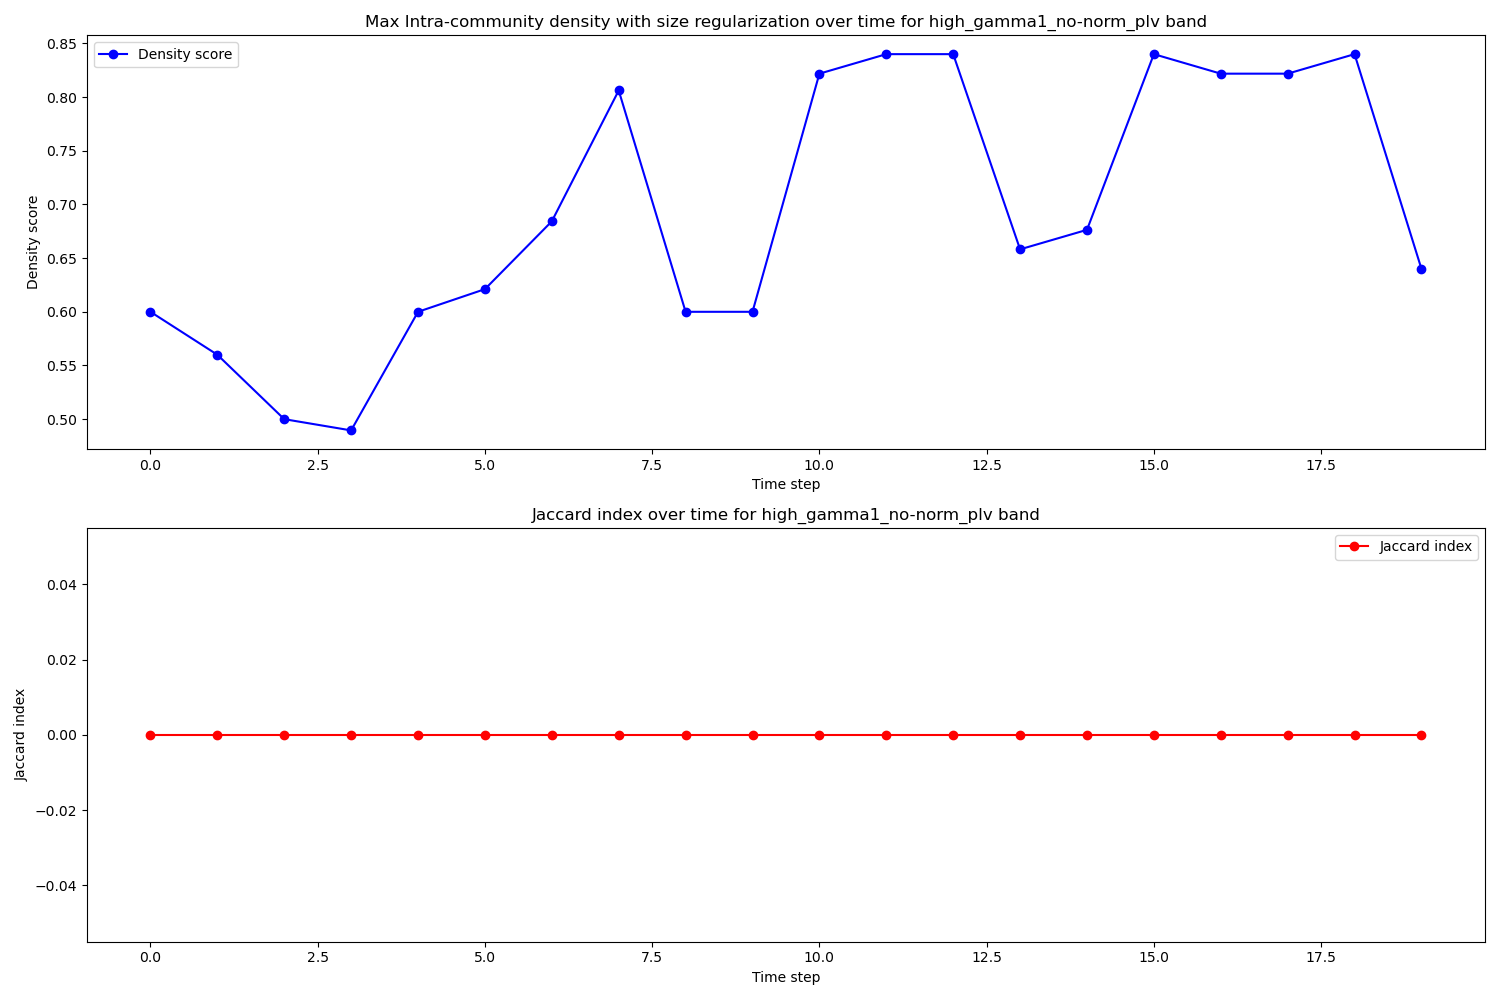 Max Intra-community density with size regularization over time for high_gamma1_no-norm_plv band
Density score
0.85
0.80
0.75
0.70
0.65
0.60
0.55
0.50
Density score
0.0 2.5 5.0 7.5 10.0 12.5 15.0 17.5
Time step
Jaccard index over time for high_gamma1_no-norm_plv band
Jaccard index
0.04
0.02
0.00
−0.02
−0.04
Jaccard index
0.0 2.5 5.0 7.5 10.0 12.5 15.0 17.5
Time step